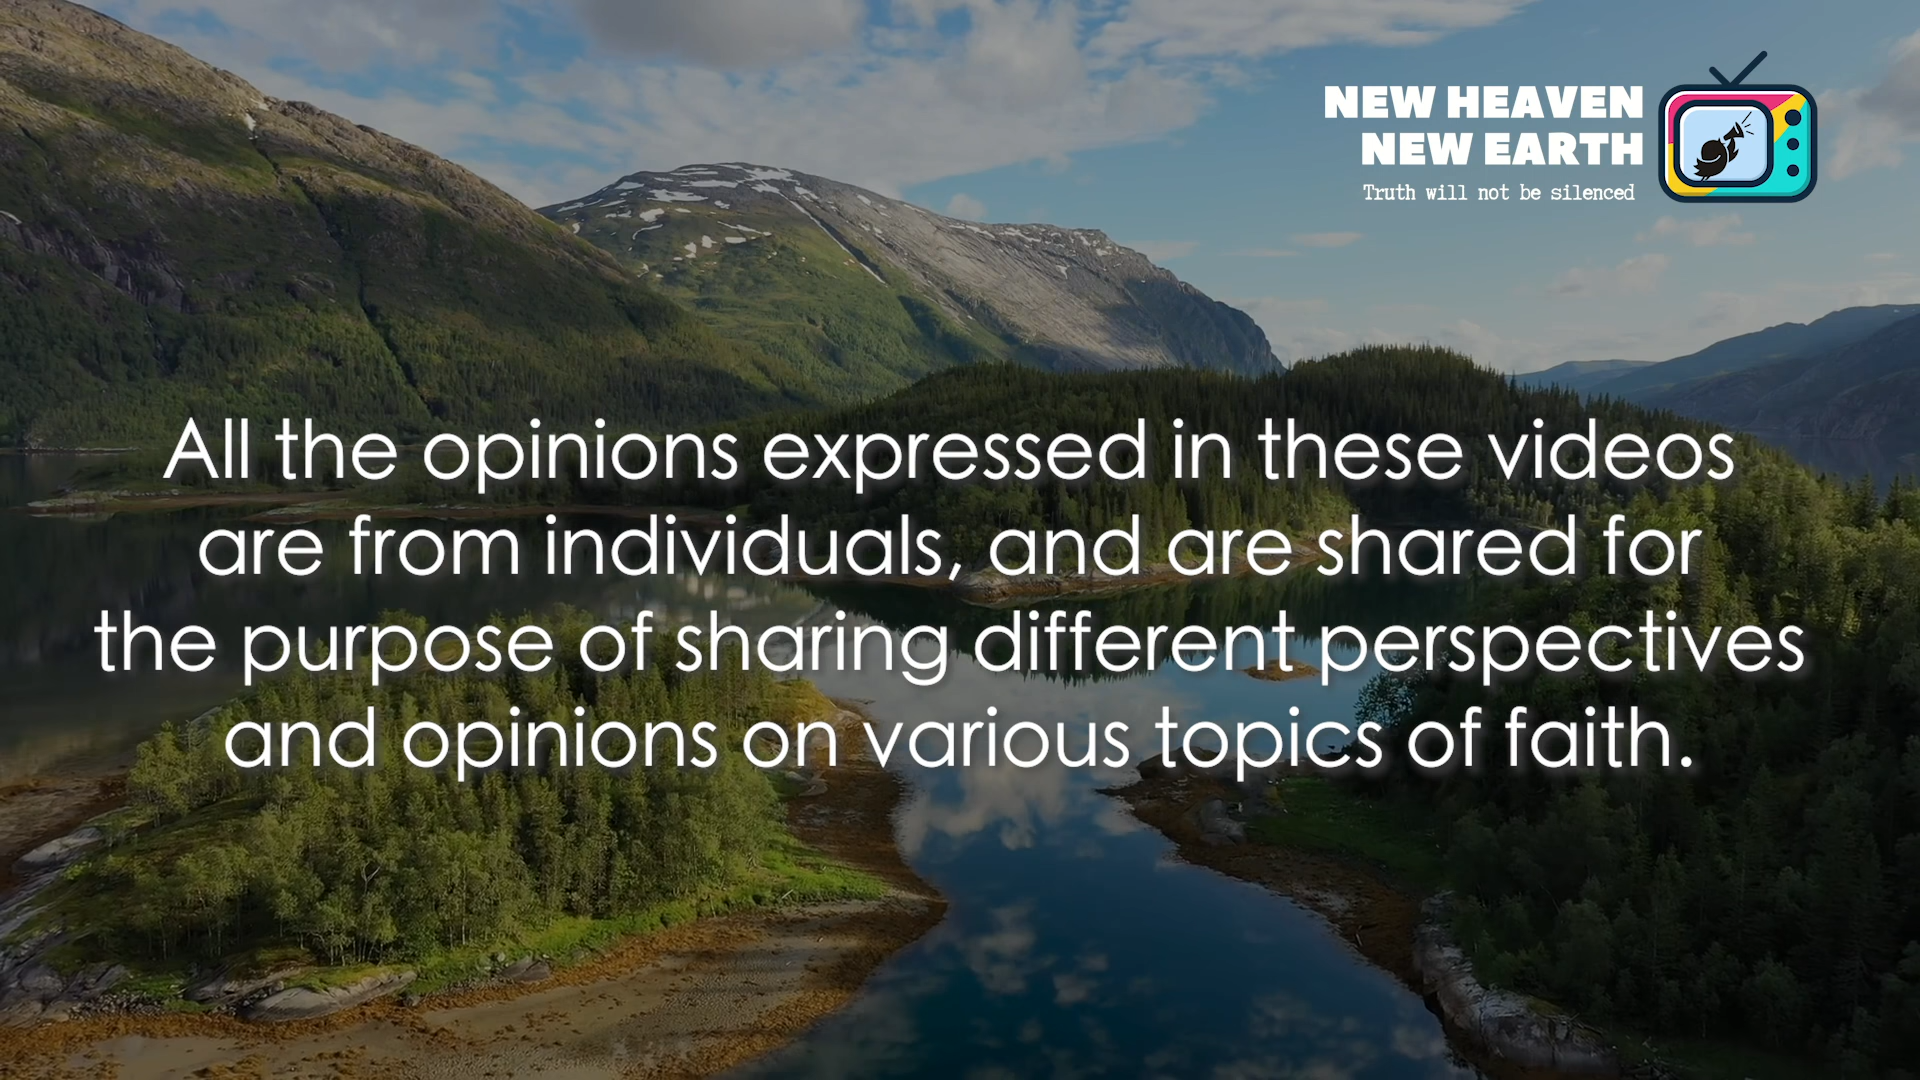 NEW HEAVEN
NEW EARTH
Truth will not be silenced
All the opinions expressed in these videos
are from individuals, and are shared for
the purpose of sharing different perspectives
and opinions on various topics of faith.